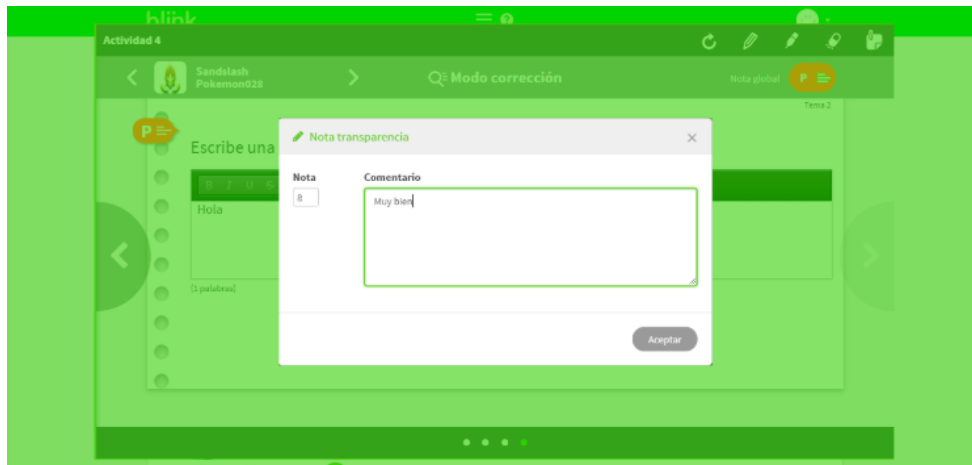 blink
Actividad 4
Sandslash
Pokemon028
Modo corrección
Nota global
P
Tema 2
P
Escribe una
Nota transparencia
Nota
Comentario
8
Muy bien
B I U S
Hola
(1 palabras)
Aceptar